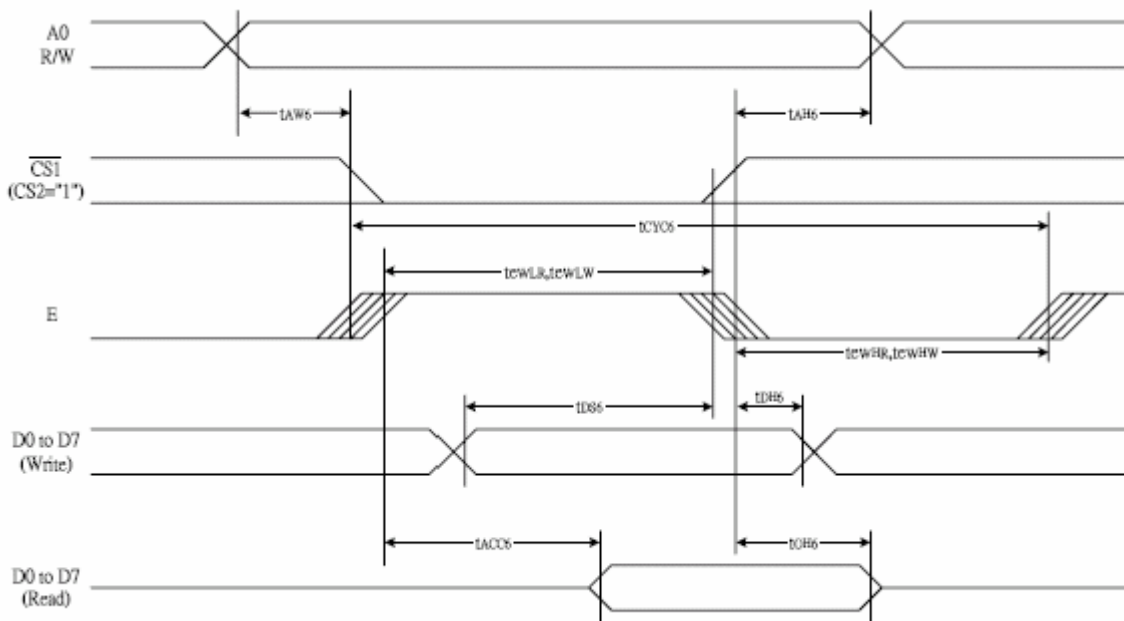 A0
R/W
tAW6
tAH6
CS1
(CS2="1")
tCYC6
tewLR,tewLW
E
tewHR,tewHW
tDS6
tDH6
D0 to D7
(Write)
tACC6
tOH6
D0 to D7
(Read)